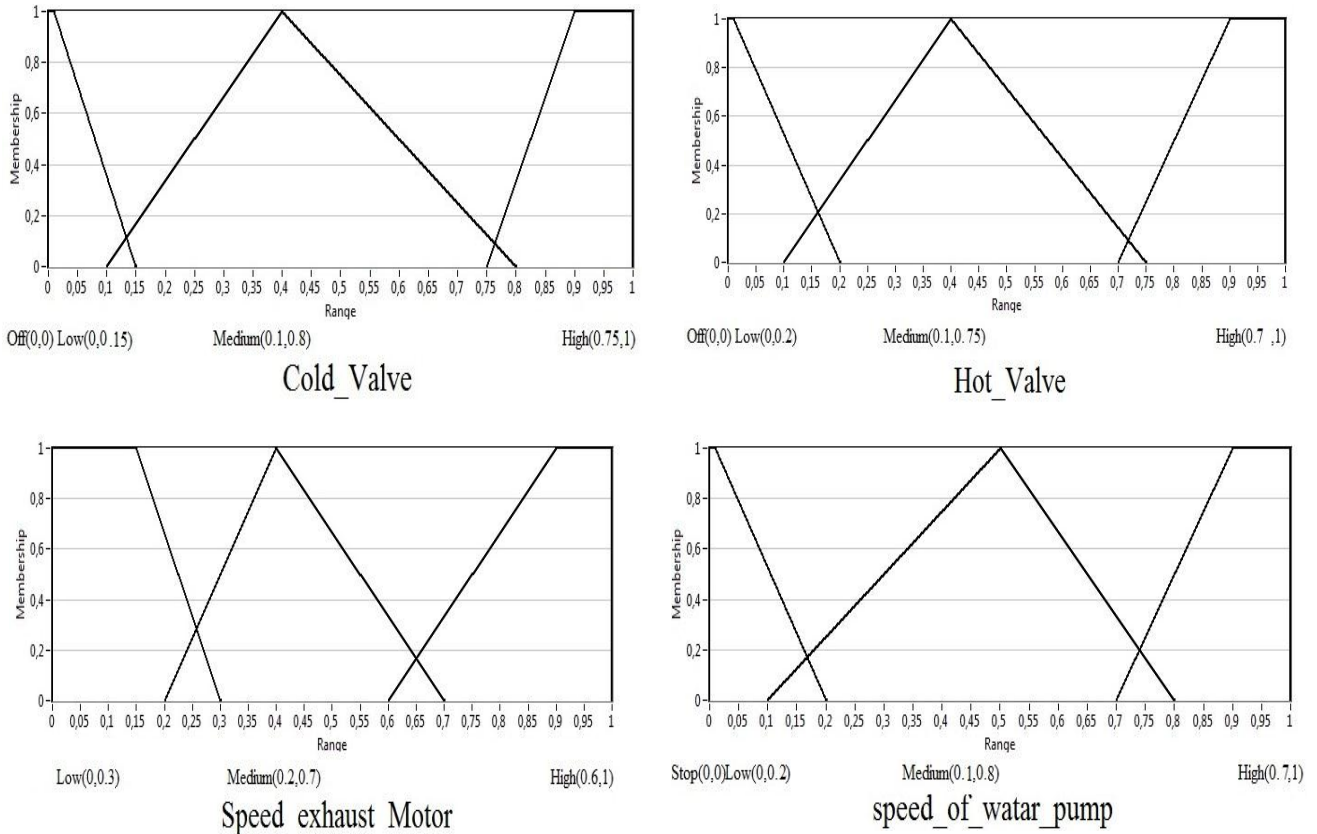 1
0,8
0,6
0,4
0,2
0
Membership
0 0,05 0,1 0,15 0,2 0,25 0,3 0,35 0,4 0,45 0,5 0,55 0,6 0,65 0,7 0,75 0,8 0,85 0,9 0,95 1
Range
Off(0,0) Low(0,0.15) Medium(0.1,0.8) High(0.75,1)
Cold_Valve
1
0,8
0,6
0,4
0,2
0
Membership
0 0,05 0,1 0,15 0,2 0,25 0,3 0,35 0,4 0,45 0,5 0,55 0,6 0,65 0,7 0,75 0,8 0,85 0,9 0,95 1
Range
Off(0,0) Low(0,0.2) Medium(0.1,0.75) High(0.7 ,1)
Hot_Valve
1
0,8
0,6
0,4
0,2
0
Membership
0 0,05 0,1 0,15 0,2 0,25 0,3 0,35 0,4 0,45 0,5 0,55 0,6 0,65 0,7 0,75 0,8 0,85 0,9 0,95 1
Range
Low(0,0.3) Medium(0.2,0.7) High(0.6,1)
Speed exhaust Motor
1
0,8
0,6
0,4
0,2
0
Membership
0 0,05 0,1 0,15 0,2 0,25 0,3 0,35 0,4 0,45 0,5 0,55 0,6 0,65 0,7 0,75 0,8 0,85 0,9 0,95 1
Range
Stop(0,0)Low(0,0.2) Medium(0.1,0.8) High(0.7,1)
speed_of_watar_pump